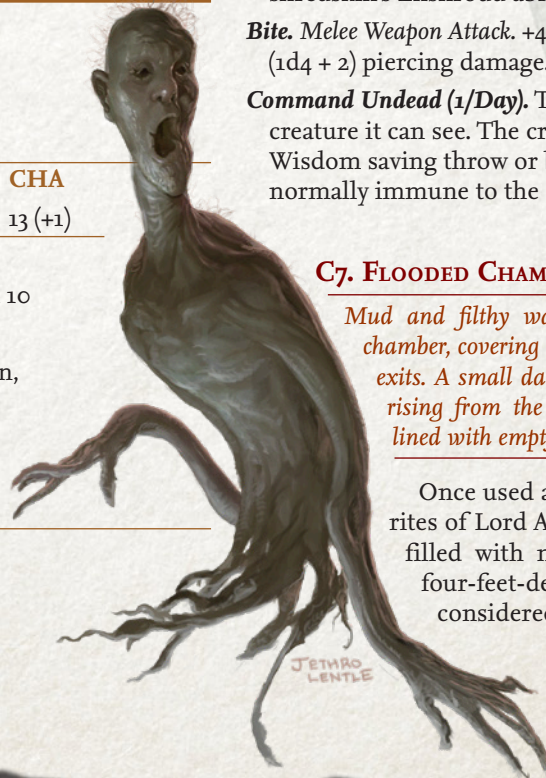 CHA
13 (+1)
10
n,
Bite. Melee Weapon Attack. +4
(1d4 + 2) piercing damage.
Command Undead (1/Day). T
creature it can see. The cr
Wisdom saving throw or b
normally immune to the
C7. Flooded Cham
Mud and filthy wa
chamber, covering
exits. A small da
rising from the
lined with empty
Once used a
rites of Lord A
filled with n
four-feet-de
considered
JETHRO
LENTLE